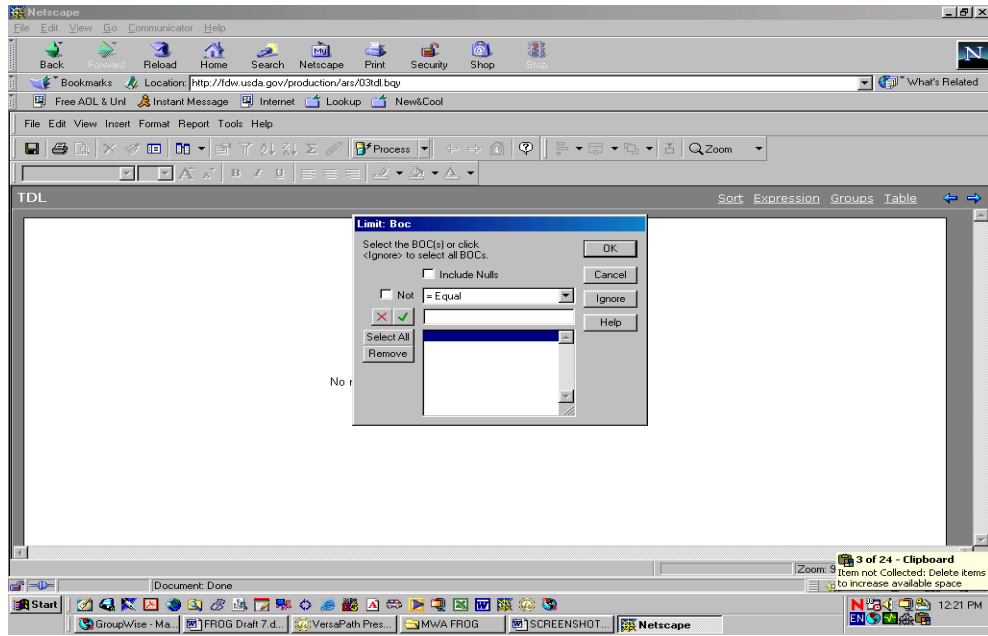 Netscape
File Edit View Go Communicator Help
Back Forward Reload Home Search Netscape Print Security Shop Stop
Bookmarks Location: http://fdw.usda.gov/production/ars/03tdl.bqy What's Related
Free AOL & Unl Instant Message Internet Lookup New&Cool
File Edit View Insert Format Report Tools Help
Process Zoom
B I U
TDL Sort Expression Groups Table
Limit: Boc
Select the BOC(s) or click
<Ignore> to select all BOCs.
OK
Include Nulls
Cancel
Not = Equal
Ignore
Help
Select All
Remove
No r
3 of 24 - Clipboard
Zoom: 9
Item not Collected: Delete items
to increase available space
Document: Done
Start
EN
12:21 PM
GroupWise - Ma... FROG Draft 7.d... VersaPath Pres... MWA FROG SCREENSHOT... Netscape